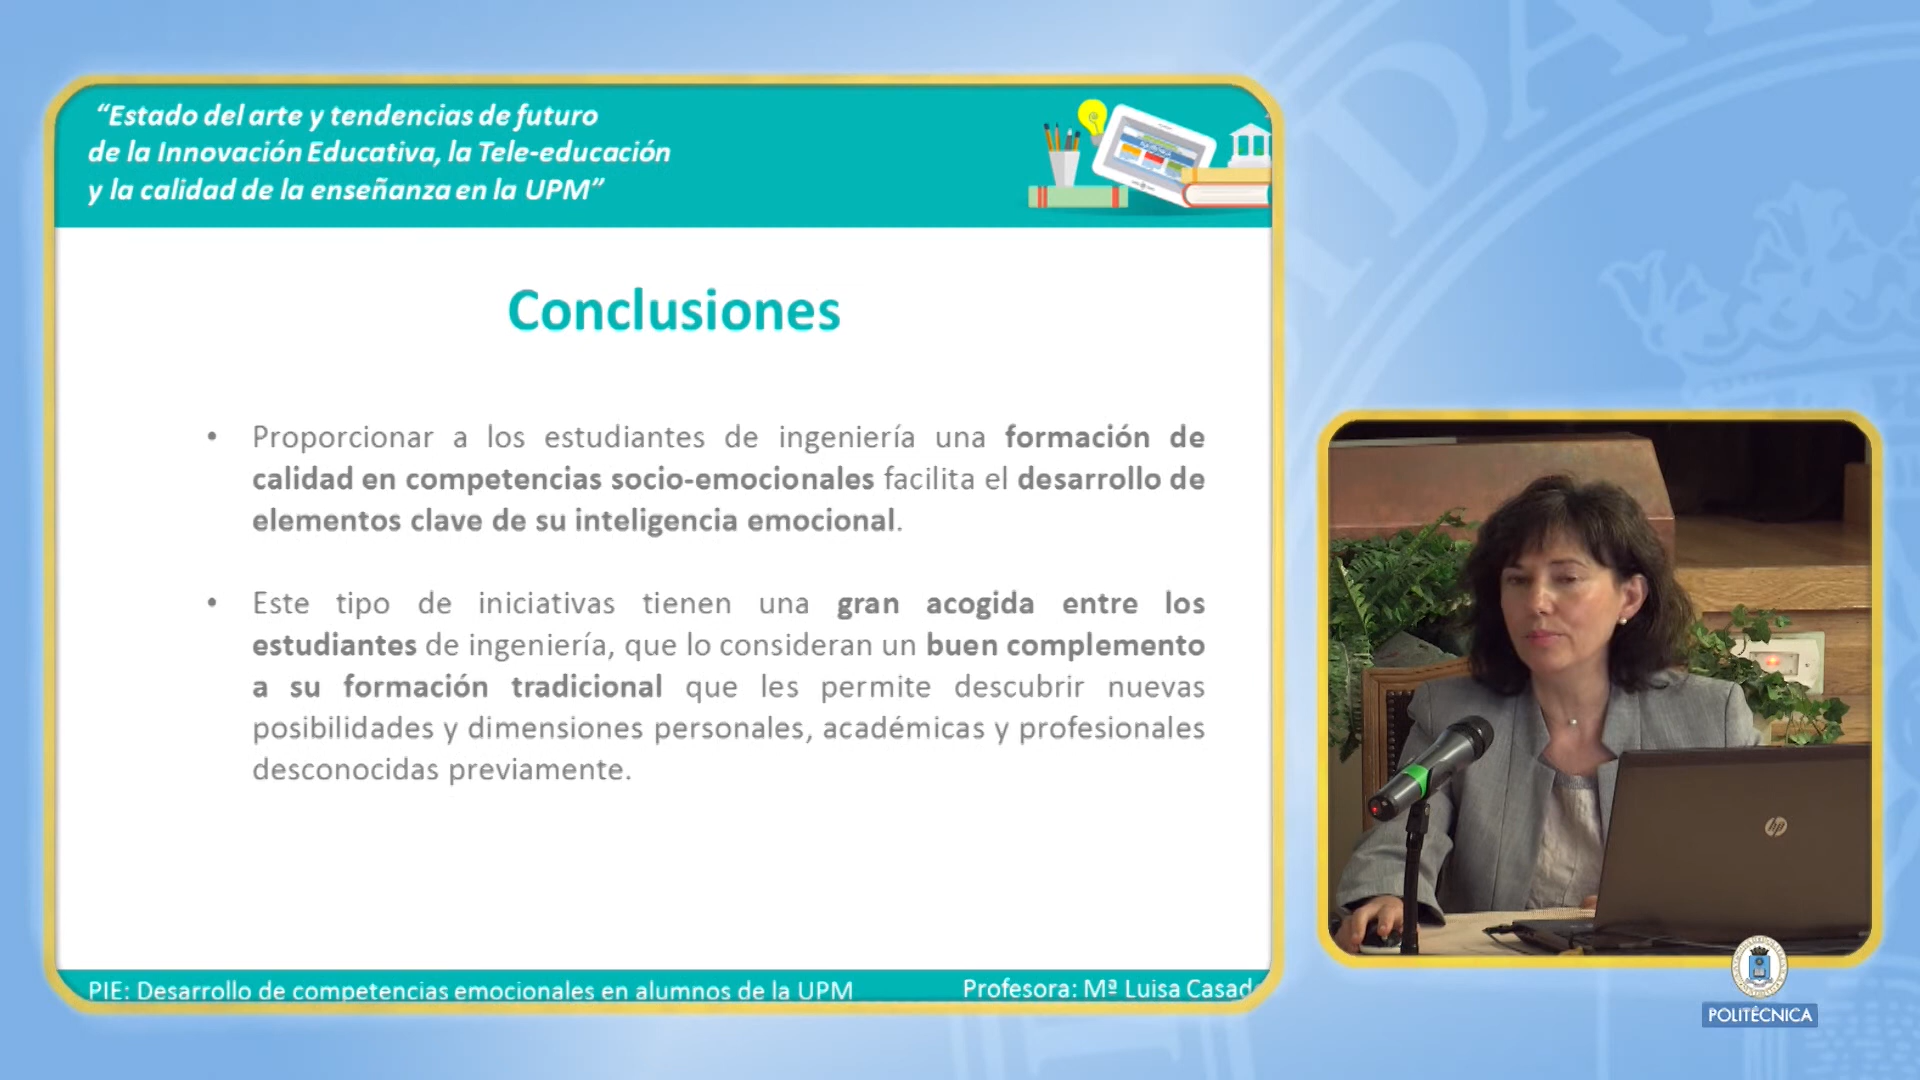 “Estado del arte y tendencias de futuro
de la Innovación Educativa, la Tele-educación
y la calidad de la enseñanza en la UPM”
Conclusiones
• Proporcionar a los estudiantes de ingeniería una formación de
calidad en competencias socio-emocionales facilita el desarrollo de
elementos clave de su inteligencia emocional.
• Este tipo de iniciativas tienen una gran acogida entre los
estudiantes de ingeniería, que lo consideran un buen complemento
a su formación tradicional que les permite descubrir nuevas
posibilidades y dimensiones personales, académicas y profesionales
desconocidas previamente.
PIE: Desarrollo de competencias emocionales en alumnos de la UPM
Profesora: Mª Luisa Casad
hp
POLITÉCNICA